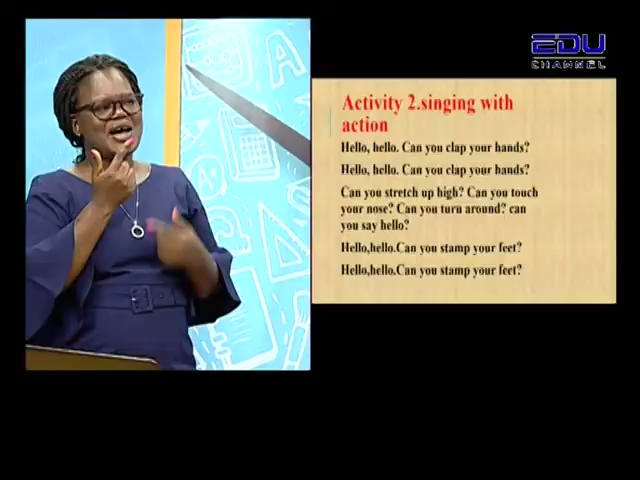 EDU
CHANNEL
Activity 2.singing with
action
Hello, hello. Can you clap your hands?
Hello, hello. Can you clap your hands?
Can you stretch up high? Can you touch
your nose? Can you turn around? can
you say hello?
Hello,hello.Can you stamp your feet?
Hello,hello.Can you stamp your feet?